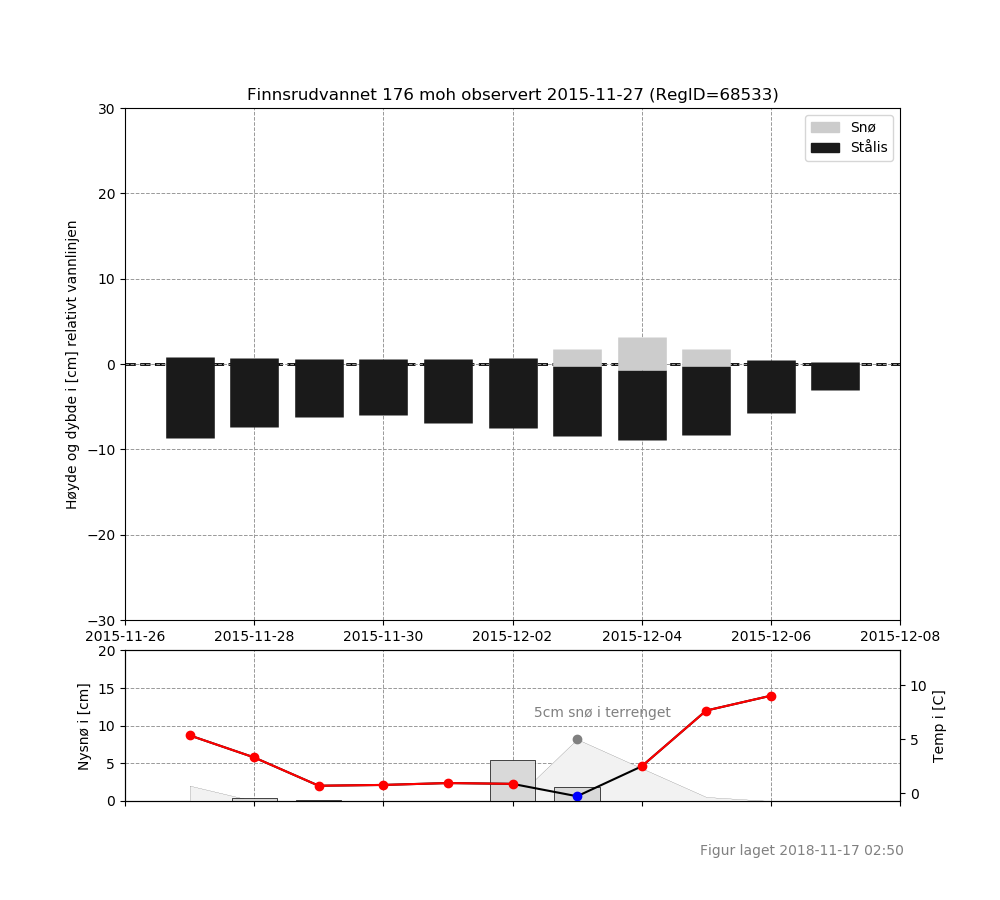 Finnsrudvannet 176 moh observert 2015-11-27 (RegID=68533)
Høyde og dybde i [cm] relativt vannlinjen
30
20
10
0
−10
−20
−30
Snø
Stålis
2015-11-26 2015-11-28 2015-11-30 2015-12-02 2015-12-04 2015-12-06 2015-12-08
Nysnø i [cm]
20
15
10
5
0
5cm snø i terrenget
10
5
0
Temp i [C]
Figur laget 2018-11-17 02:50